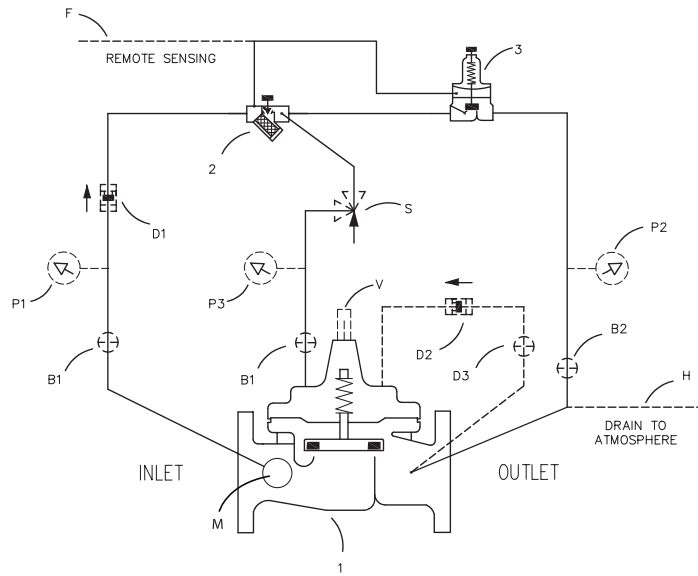 F
REMOTE SENSING
3
2
D1
S
P1
P3
V
P2
B1
B1
D2
D3
B2
H
DRAIN TO
ATMOSPHERE
INLET
OUTLET
M
1